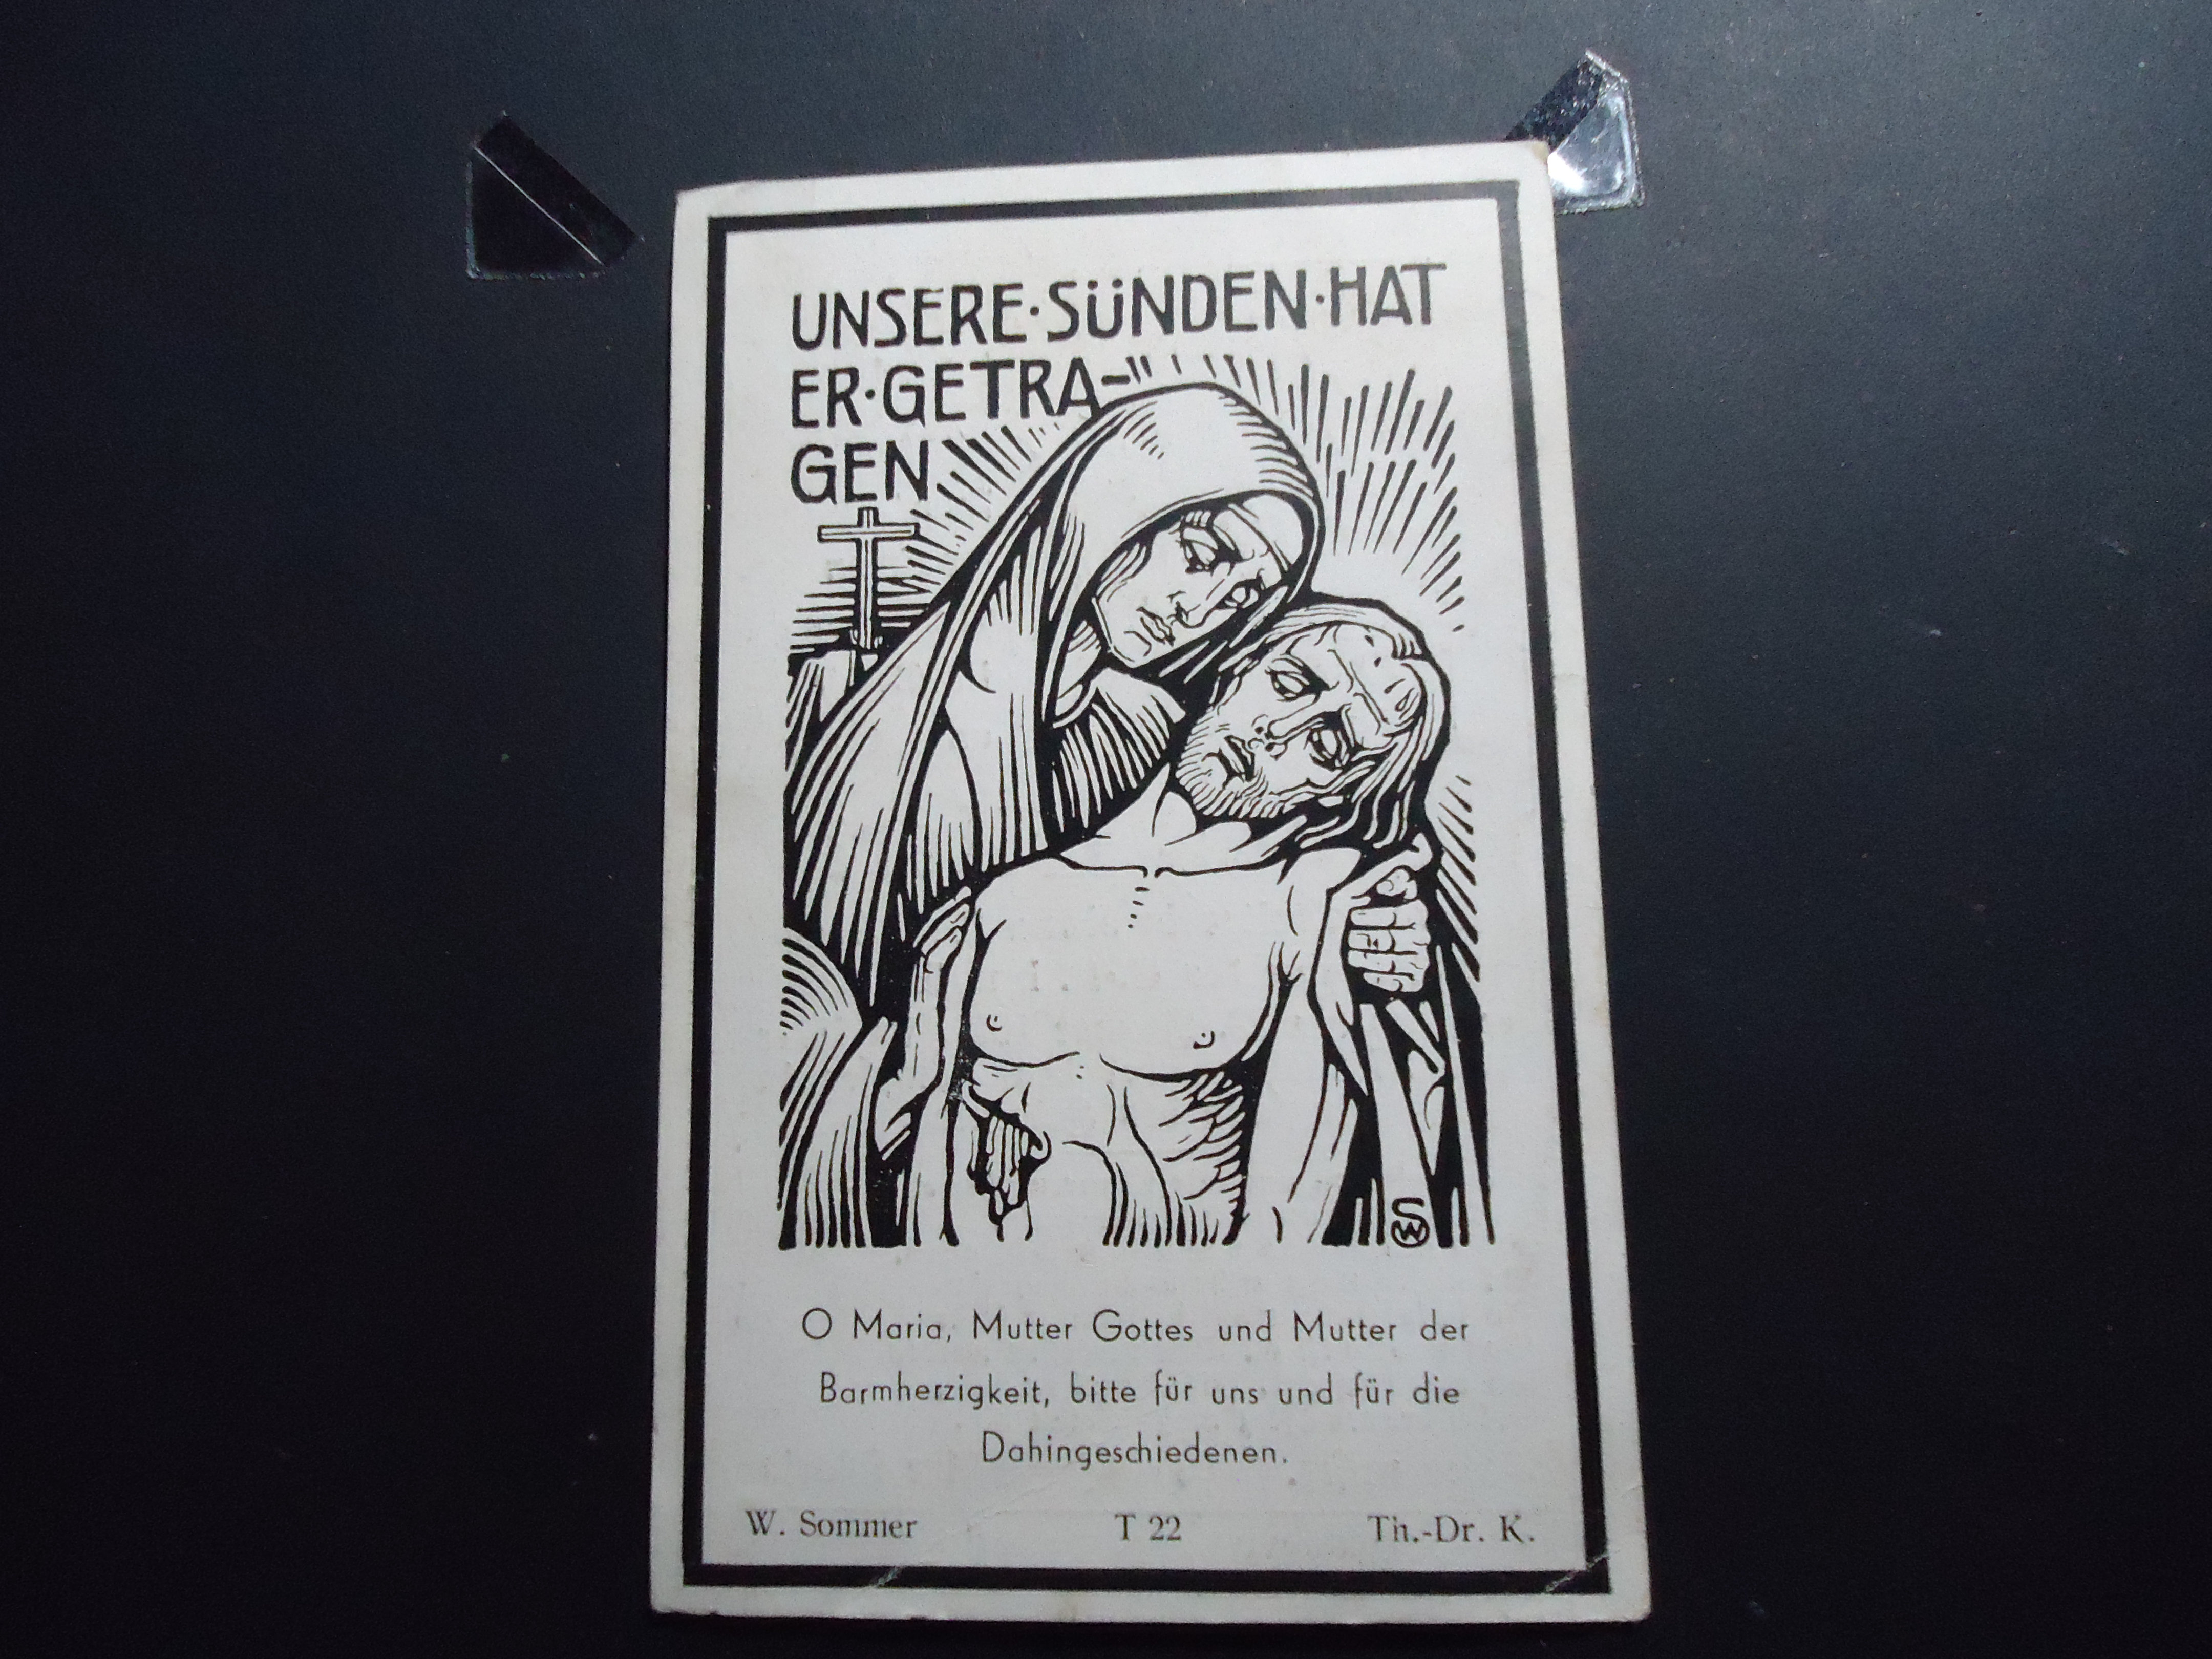 UNSERE·SÜNDEN·HAT
ER·GETRA-
GEN
SW
O Maria, Mutter Gottes und Mutter der
Barmherzigkeit, bitte für uns und für die
Dahingeschiedenen.
W. Sommer T 22 Th.-Dr. K.